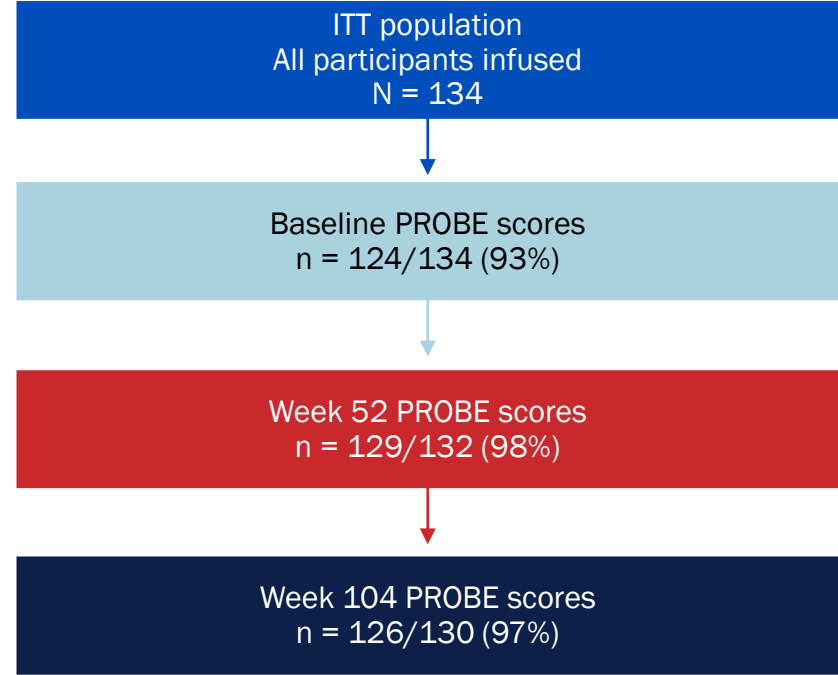 ITT population
All participants infused
N = 134
Baseline PROBE scores
n = 124/134 (93%)
Week 52 PROBE scores
n = 129/132 (98%)
Week 104 PROBE scores
n = 126/130 (97%)